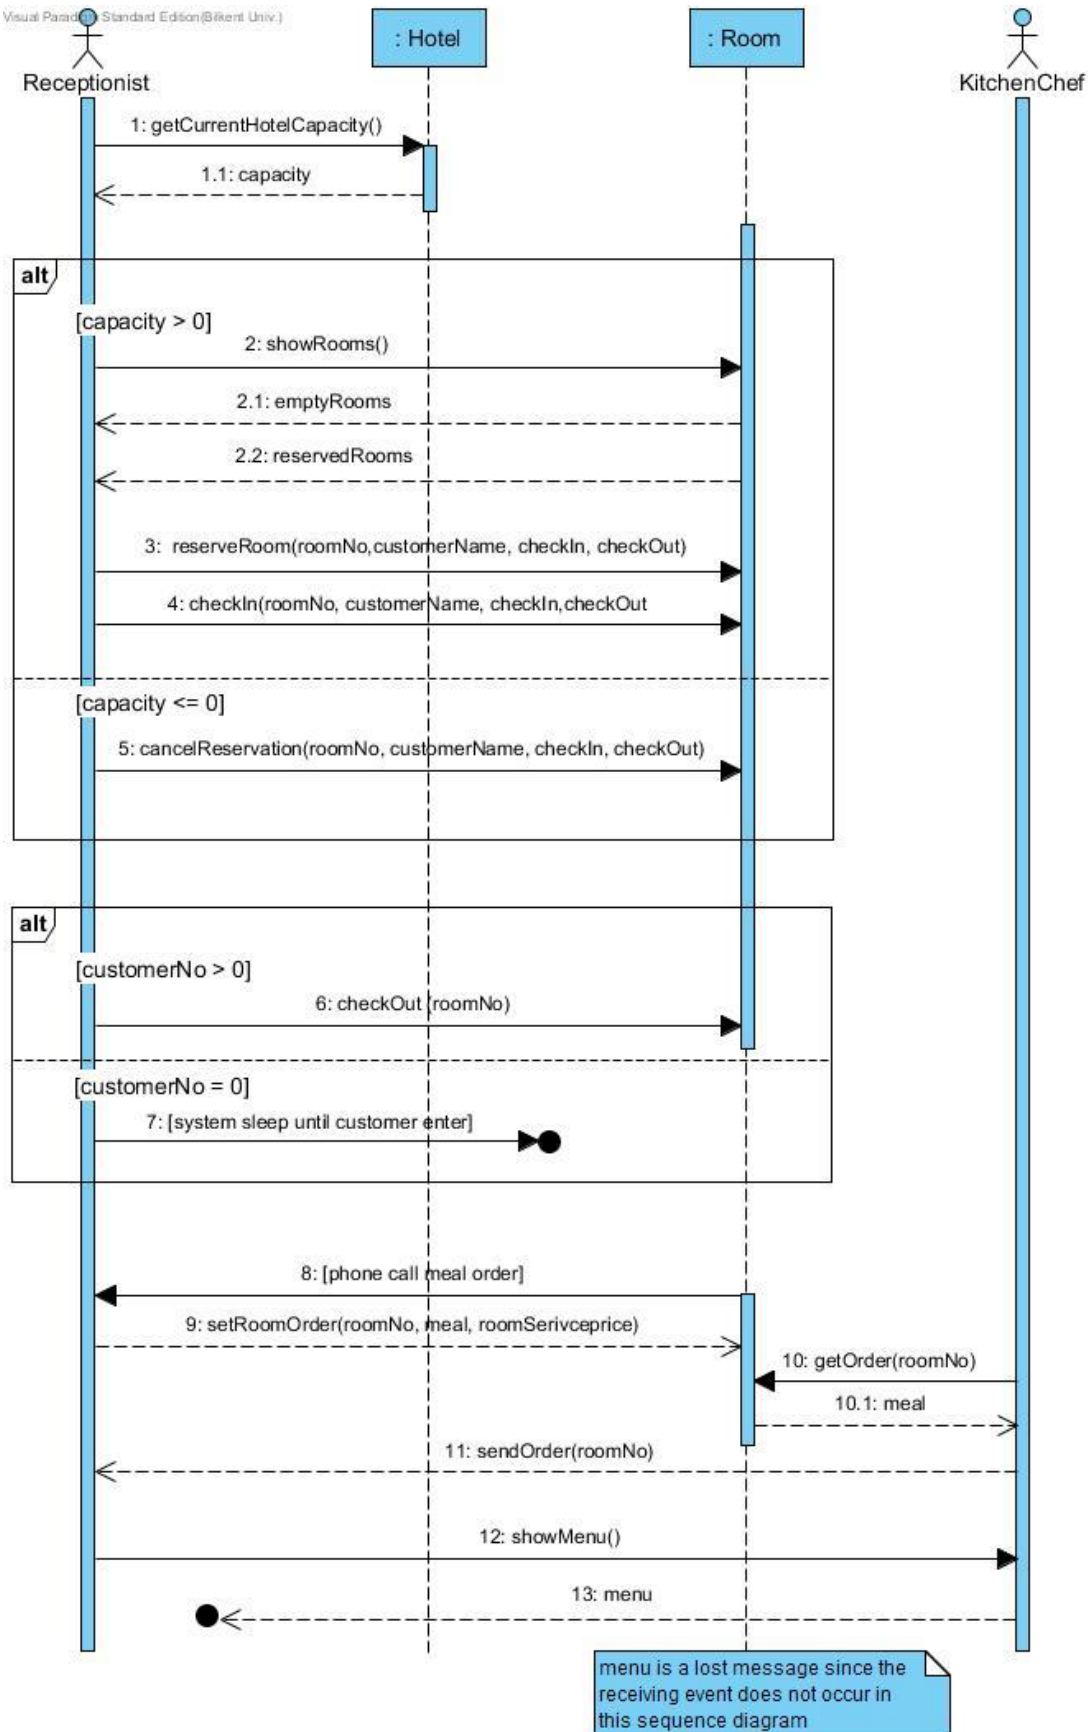 Visual Paradigm Standard Edition(Bilkent Univ.)
: Hotel
: Room
Receptionist
KitchenChef
1: getCurrentHotelCapacity()
1.1: capacity
alt
[capacity > 0]
2: showRooms()
2.1: emptyRooms
2.2: reservedRooms
3:  reserveRoom(roomNo,customerName, checkIn, checkOut)
4: checkIn(roomNo, customerName, checkIn,checkOut
[capacity <= 0]
5: cancelReservation(roomNo, customerName, checkIn, checkOut)
alt
[customerNo > 0]
6: checkOut (roomNo)
[customerNo = 0]
7: [system sleep until customer enter]
8: [phone call meal order]
9: setRoomOrder(roomNo, meal, roomSerivceprice)
10: getOrder(roomNo)
10.1: meal
11: sendOrder(roomNo)
12: showMenu()
13: menu
menu is a lost message since the
receiving event does not occur in
this sequence diagram